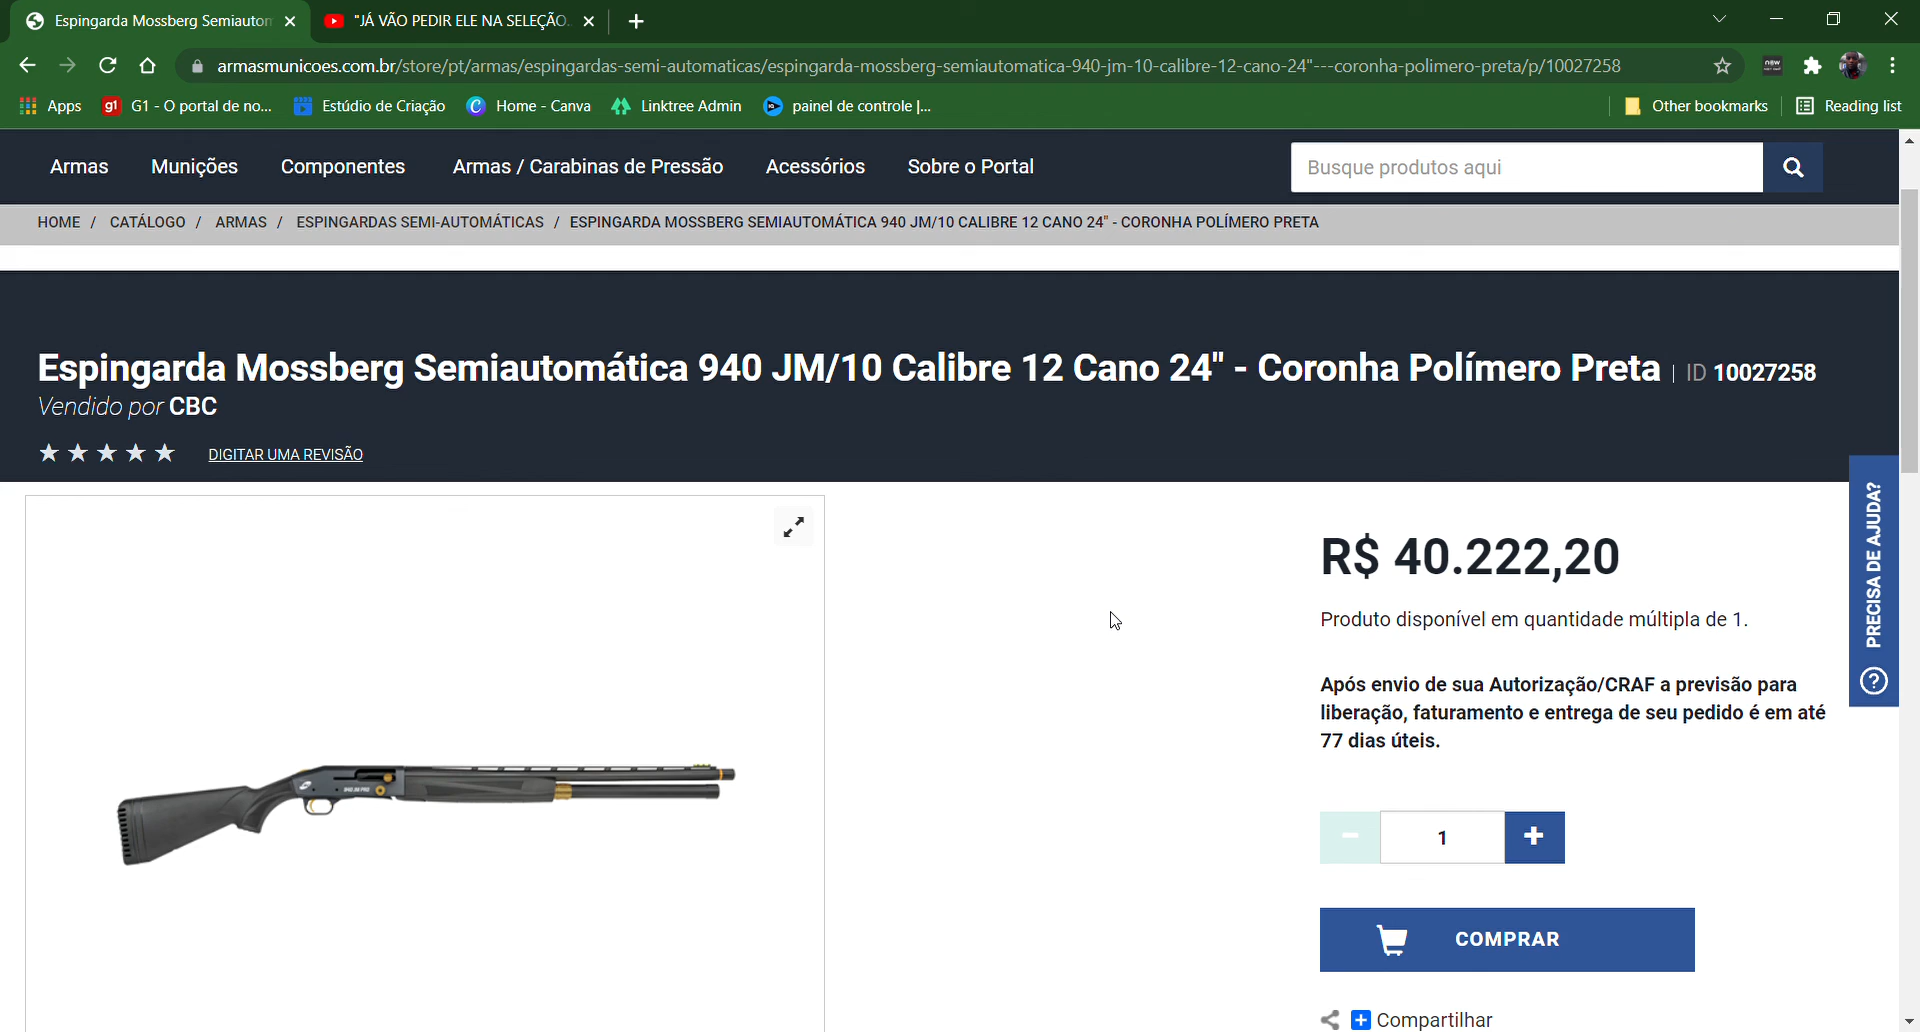 Espingarda Mossberg Semiautom
"JÁ VÃO PEDIR ELE NA SELEÇÃO.
armasmunicoes.com.br/store/pt/armas/espingardas-semi-automaticas/espingarda-mossberg-semiautomatica-940-jm-10-calibre-12-cano-24"---coronha-polimero-preta/p/10027258
Apps
g1 G1 - O portal de no...
Estúdio de Criação
Home - Canva
Linktree Admin
painel de controle |...
Other bookmarks
Reading list
Armas Munições Componentes Armas / Carabinas de Pressão Acessórios Sobre o Portal
Busque produtos aqui
HOME / CATÁLOGO / ARMAS / ESPINGARDAS SEMI-AUTOMÁTICAS / ESPINGARDA MOSSBERG SEMIAUTOMÁTICA 940 JM/10 CALIBRE 12 CANO 24" - CORONHA POLÍMERO PRETA
Espingarda Mossberg Semiautomática 940 JM/10 Calibre 12 Cano 24" - Coronha Polímero Preta | ID 10027258
Vendido por CBC
DIGITAR UMA REVISÃO
R$ 40.222,20
Produto disponível em quantidade múltipla de 1.
Após envio de sua Autorização/CRAF a previsão para
liberação, faturamento e entrega de seu pedido é em até
77 dias úteis.
1
COMPRAR
Compartilhar
PRECISA DE AJUDA?